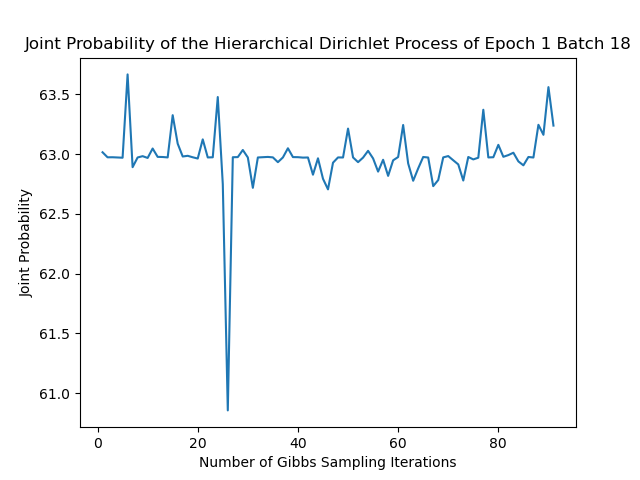 Joint Probability of the Hierarchical Dirichlet Process of Epoch 1 Batch 18
63.5
63.0
62.5
62.0
61.5
61.0
Joint Probability
0 20 40 60 80
Number of Gibbs Sampling Iterations